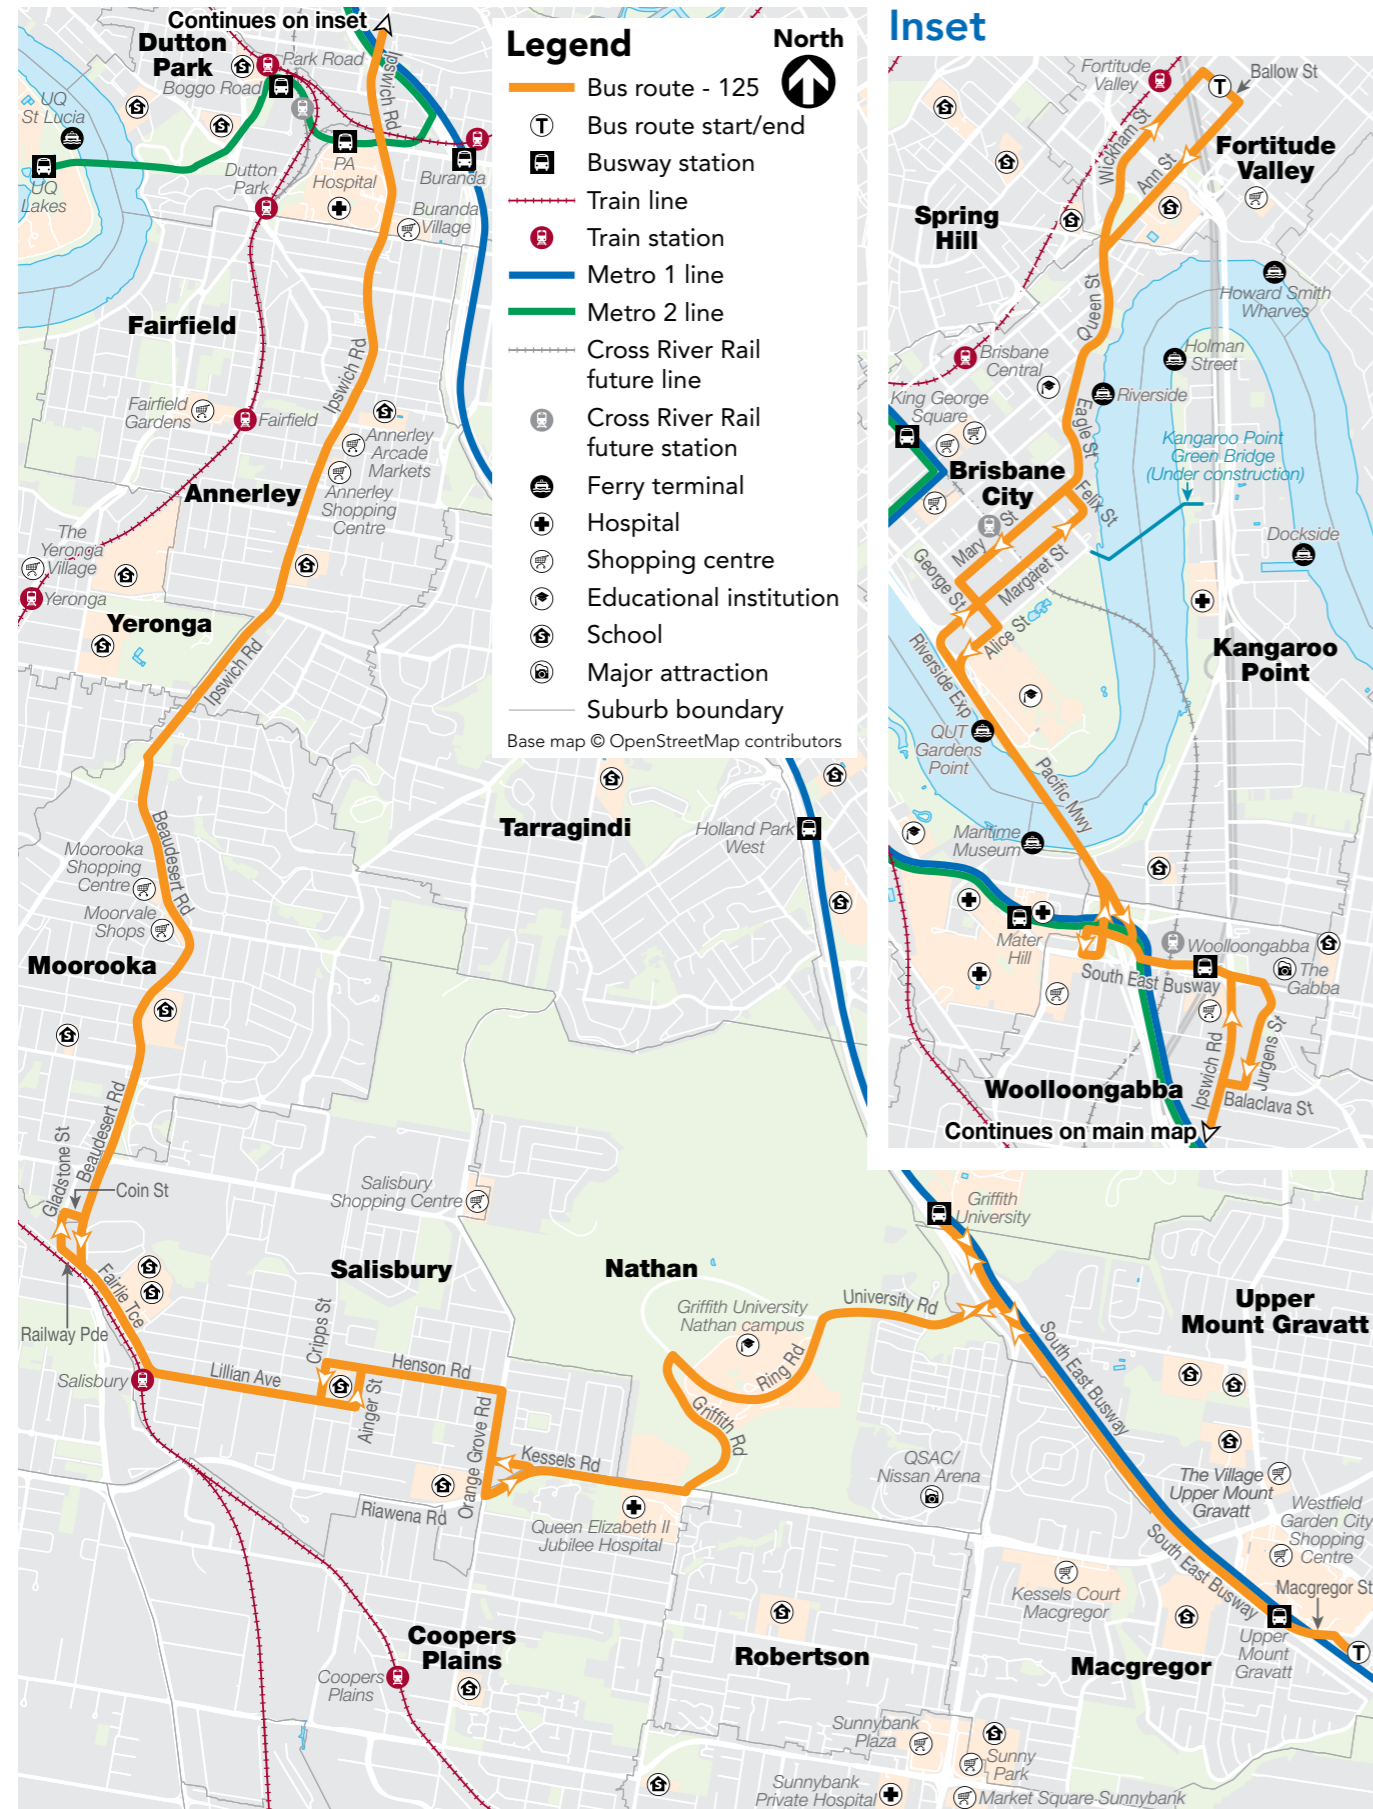 Continues on inset
Dutton
Park
Park Road
Boggo Road
Ipswich Rd
UQ
St Lucia
UQ
Lakes
Dutton
Park
PA
Hospital
Buranda
Buranda
Village
Fairfield
Ipswich Rd
Fairfield
Gardens
Fairfield
Annerley
Arcade
Markets
Annerley
Annerley
Shopping
Centre
The
Yeronga
Village
Yeronga
Yeronga
Ipswich Rd
Legend
North
Bus route - 125
T
Bus route start/end
Busway station
Train line
Train station
Metro 1 line
Metro 2 line
Cross River Rail
future line
Cross River Rail
future station
Ferry terminal
Hospital
Shopping centre
Educational institution
School
Major attraction
Suburb boundary
Base map © OpenStreetMap contributors
Tarragindi
Holland Park
West
Moorooka
Shopping
Centre
Beaudesert Rd
Moorvale
Shops
Moorooka
Beaudesert Rd
Gladstone St
Coin St
Fairlie Tce
Railway Pde
Salisbury
Salisbury
Shopping Centre
Salisbury
Lillian Ave
Cripps St
Ainger St
Henson Rd
Orange Grove Rd
Kessels Rd
Riawena Rd
Nathan
Griffith University
Nathan campus
University Rd
Ring Rd
Griffith Rd
Queen Elizabeth II
Jubilee Hospital
QSAC/
Nissan Arena
Coopers
Plains
Coopers
Plains
Robertson
Sunnybank
Plaza
Sunny
Park
Sunnybank
Private Hospital
Market Square Sunnybank
Griffith
University
Upper
Mount Gravatt
South East Busway
The Village
Upper Mount
Gravatt
Westfield
Garden City
Shopping
Centre
South East Busway
Kessels Court
Macgregor
Macgregor St
Upper
Mount
Gravatt
T
Macgregor
Inset
Fortitude
Valley
T
Ballow St
Wickham St
Ann St
Fortitude
Valley
Spring
Hill
Queen St
Howard Smith
Wharves
Holman
Street
Brisbane
Central
Riverside
King George
Square
Eagle St
Kangaroo Point
Green Bridge
(Under construction)
Brisbane
City
Felix St
Mary St
Margaret St
George St
Alice St
Dockside
Kangaroo
Point
Riverside Exp
QUT
Gardens
Point
Pacific Mwy
Maritime
Museum
Mater
Hill
Woolloongabba
South East Busway
The
Gabba
Ipswich Rd
Jurgens St
Woolloongabba
Balaclava St
Continues on main map